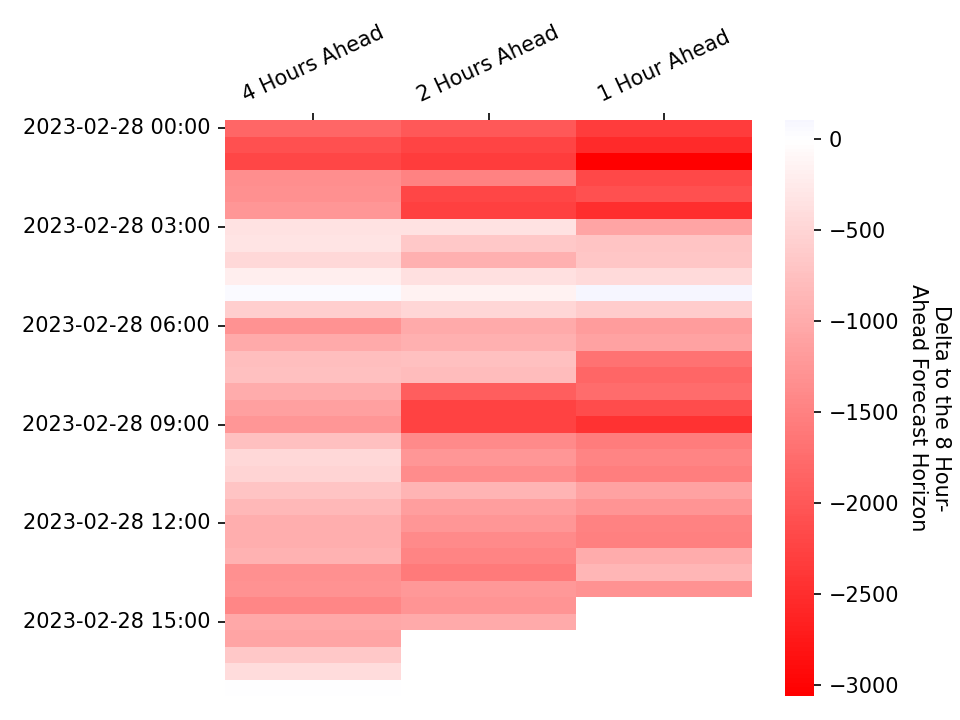 4 Hours Ahead
2 Hours Ahead
1 Hour Ahead
2023-02-28 00:00
2023-02-28 03:00
2023-02-28 06:00
2023-02-28 09:00
2023-02-28 12:00
2023-02-28 15:00
0
−500
−1000
−1500
−2000
−2500
−3000
Delta to the 8 Hour-
Ahead Forecast Horizon